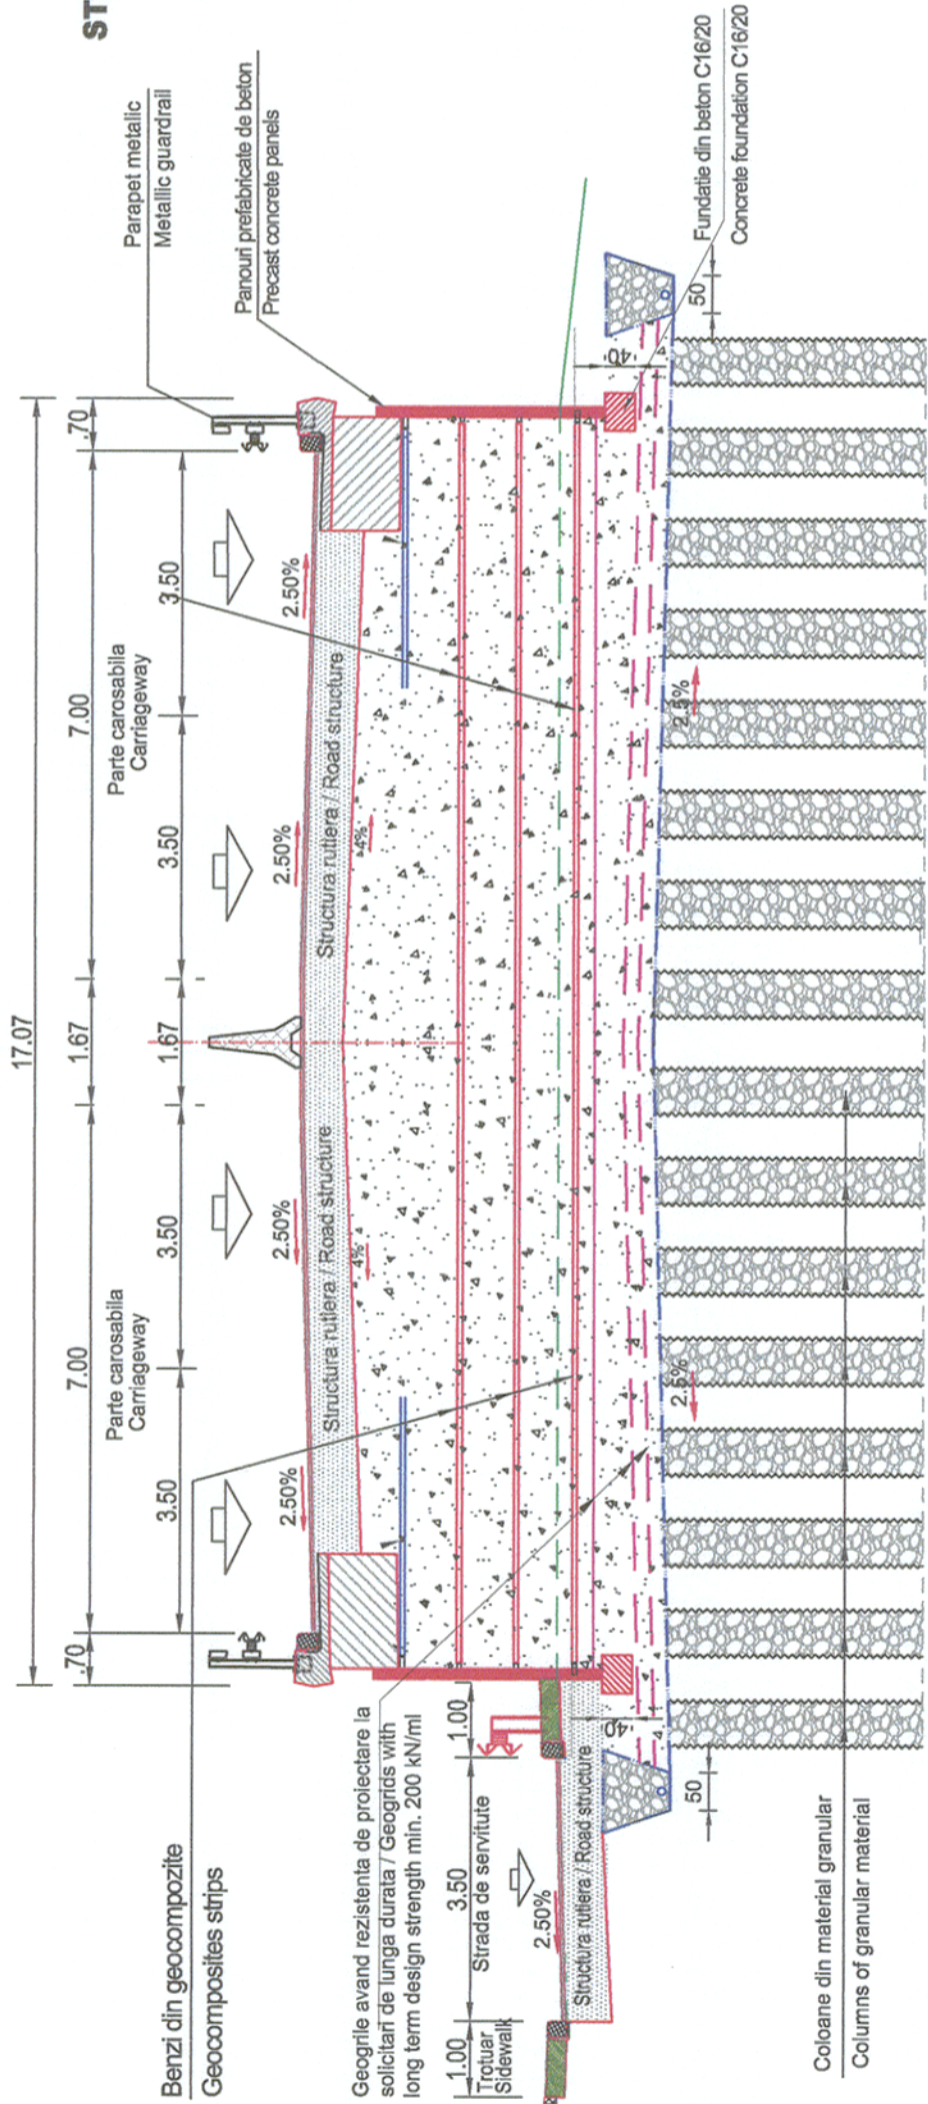 ST
17.07
.70
7.00
1.67
7.00
.70
Parte carosabila
Carriageway
Parte carosabila
Carriageway
3.50
3.50
1.67
3.50
3.50
Parapet metalic
Metallic guardrail
Panouri prefabricate de beton
Precast concrete panels
2.50%
2.50%
2.50%
2.50%
Structura rutiera / Road structure
Structura rutiera / Road structure
4%
4%
Benzi din geocompozite
Geocomposites strips
Geogrile avand rezistenta de proiectare la
solicitari de lunga durata / Geogrids with
long term design strength min. 200 kN/ml
1.00
3.50
1.00
Trotuar
Sidewalk
Strada de servitute
2.50%
Structura rutiera / Road structure
40
40
50
50
2.5%
2.5%
Fundatie din beton C16/20
Concrete foundation C16/20
Coloane din material granular
Columns of granular material